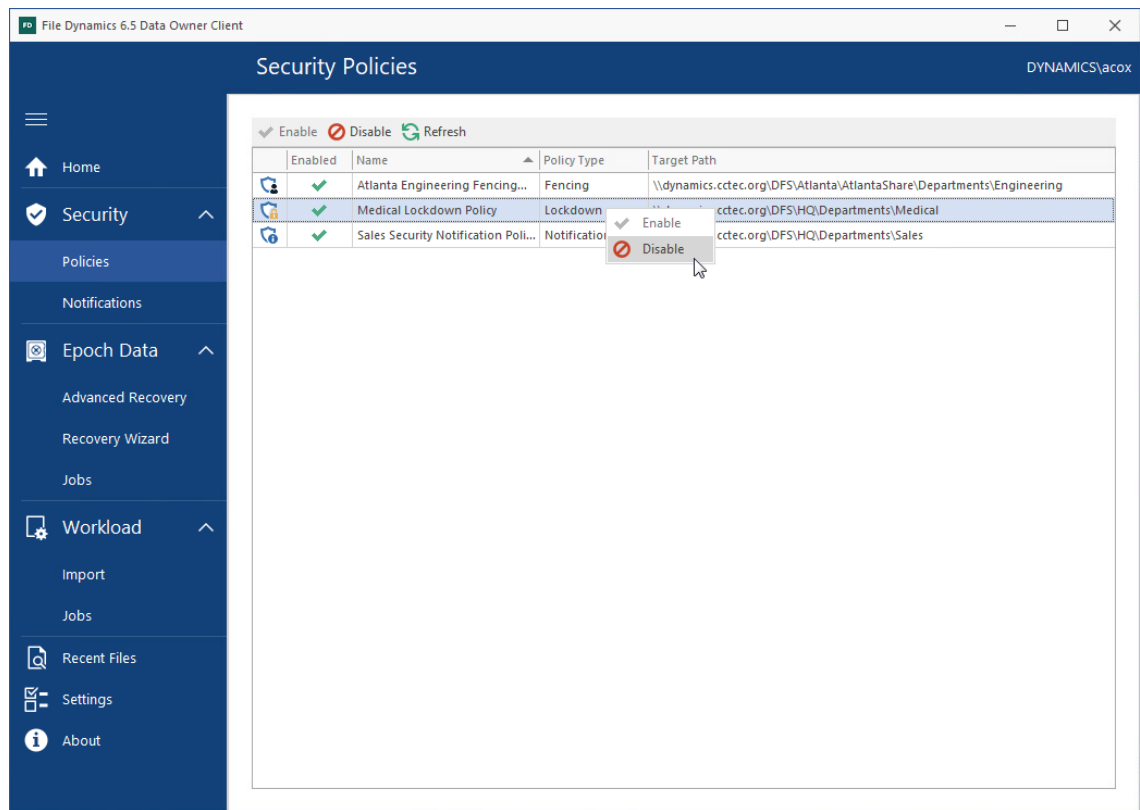 FD File Dynamics 6.5 Data Owner Client
Security Policies
DYNAMICS\acox
Home
Security
Policies
Notifications
Epoch Data
Advanced Recovery
Recovery Wizard
Jobs
Workload
Import
Jobs
Recent Files
Settings
About
Enable Disable Refresh
Enabled Name Policy Type Target Path
Atlanta Engineering Fencing... Fencing \\dynamics.cctec.org\DFS\Atlanta\AtlantaShare\Departments\Engineering
Medical Lockdown Policy Lockdown cctec.org\DFS\HQ\Departments\Medical
Sales Security Notification Poli... Notification cctec.org\DFS\HQ\Departments\Sales
Enable
Disable